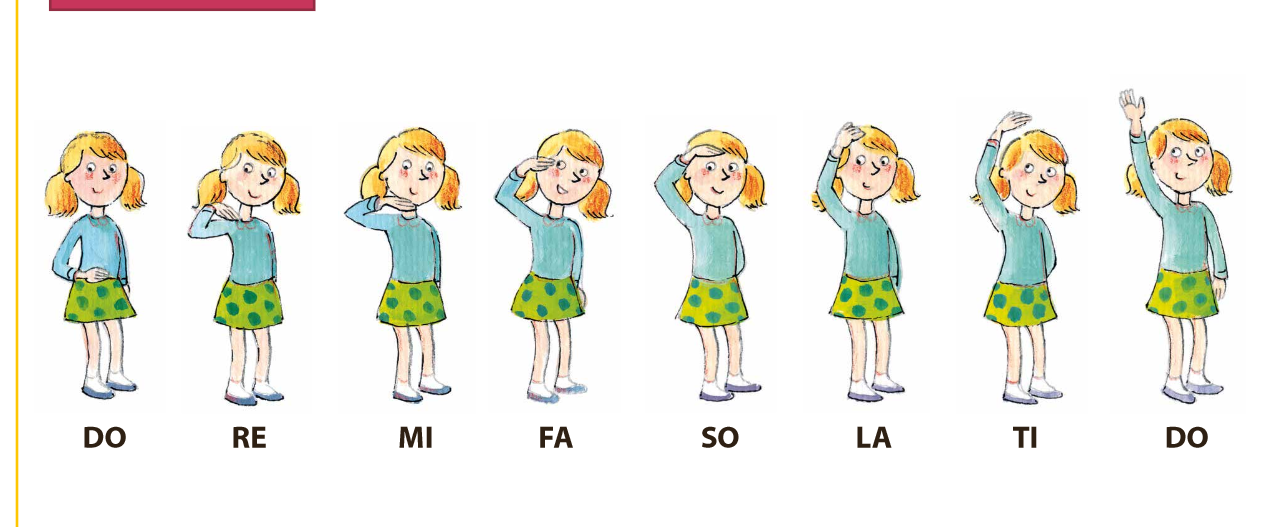 DO RE MI FA SO LA TI DO